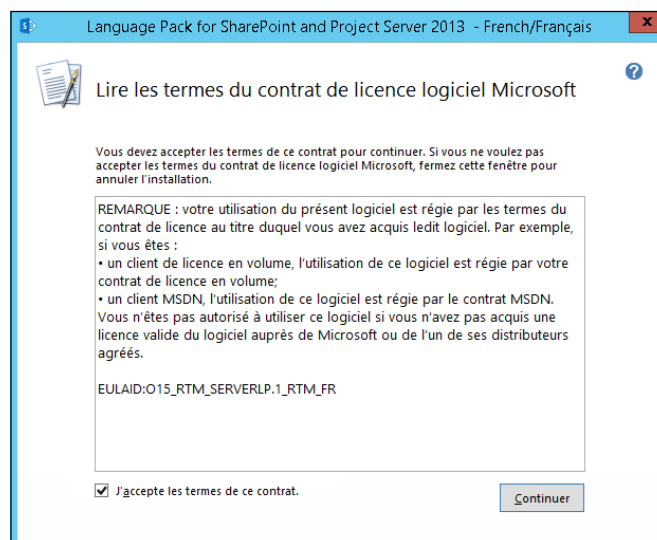 Language Pack for SharePoint and Project Server 2013 - French/Français
Lire les termes du contrat de licence logiciel Microsoft
Vous devez accepter les termes de ce contrat pour continuer. Si vous ne voulez pas
accepter les termes du contrat de licence logiciel Microsoft, fermez cette fenêtre pour
annuler l'installation.
REMARQUE : votre utilisation du présent logiciel est régie par les termes du
contrat de licence au titre duquel vous avez acquis ledit logiciel. Par exemple,
si vous êtes :
• un client de licence en volume, l'utilisation de ce logiciel est régie par votre
contrat de licence en volume;
• un client MSDN, l'utilisation de ce logiciel est régie par le contrat MSDN.
Vous n'êtes pas autorisé à utiliser ce logiciel si vous n'avez pas acquis une
licence valide du logiciel auprès de Microsoft ou de l'un de ses distributeurs
agréés.
EULAID:O15_RTM_SERVERLP.1_RTM_FR
J'accepte les termes de ce contrat.
Continuer